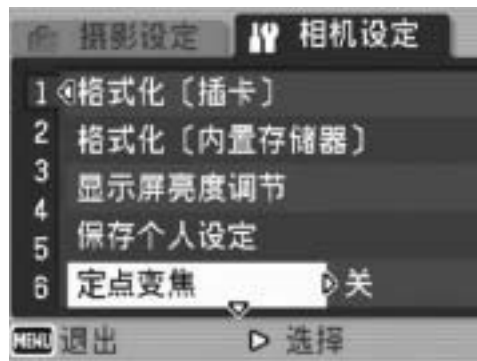 摄影设定 相机设定
1 格式化〔插卡〕
2 格式化〔内置存储器〕
3 显示屏亮度调节
4
5 保存个人设定
6 定点变焦 关
MENU 退出 选择